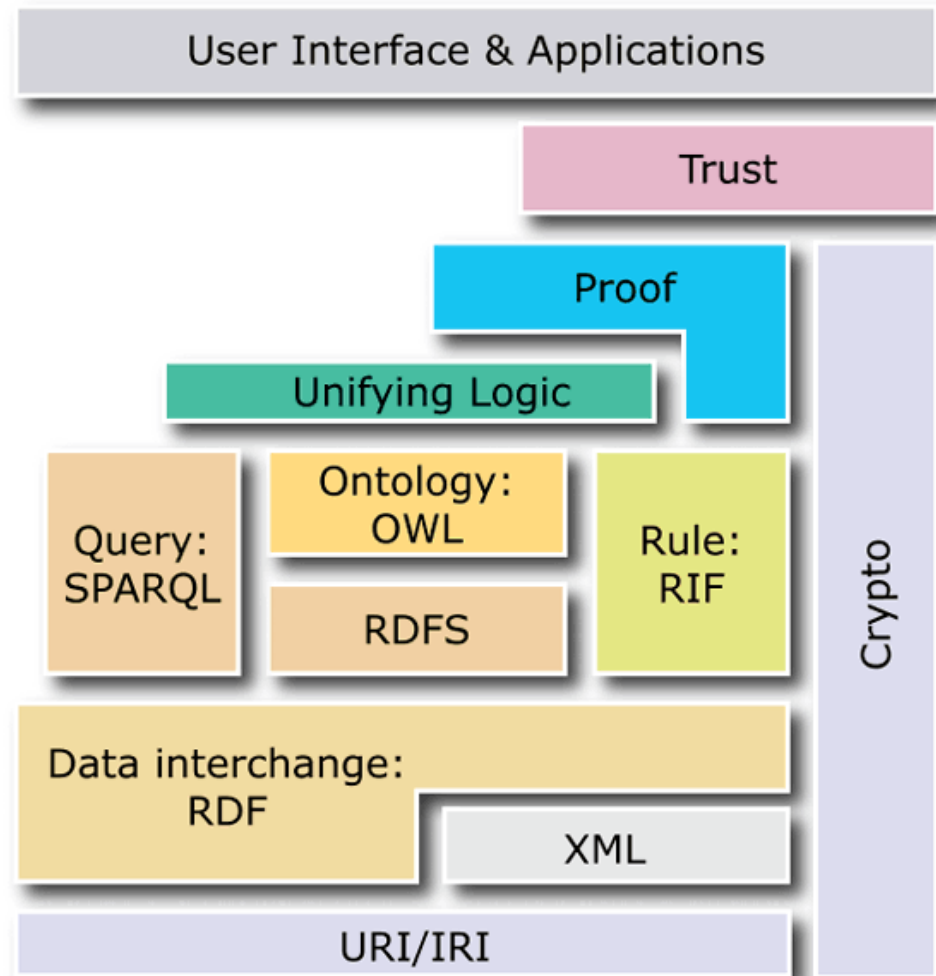 User Interface & Applications
Trust
Proof
Unifying Logic
Query:
SPARQL
Ontology:
OWL
RDFS
Rule:
RIF
Crypto
Data interchange:
RDF
XML
URI/IRI